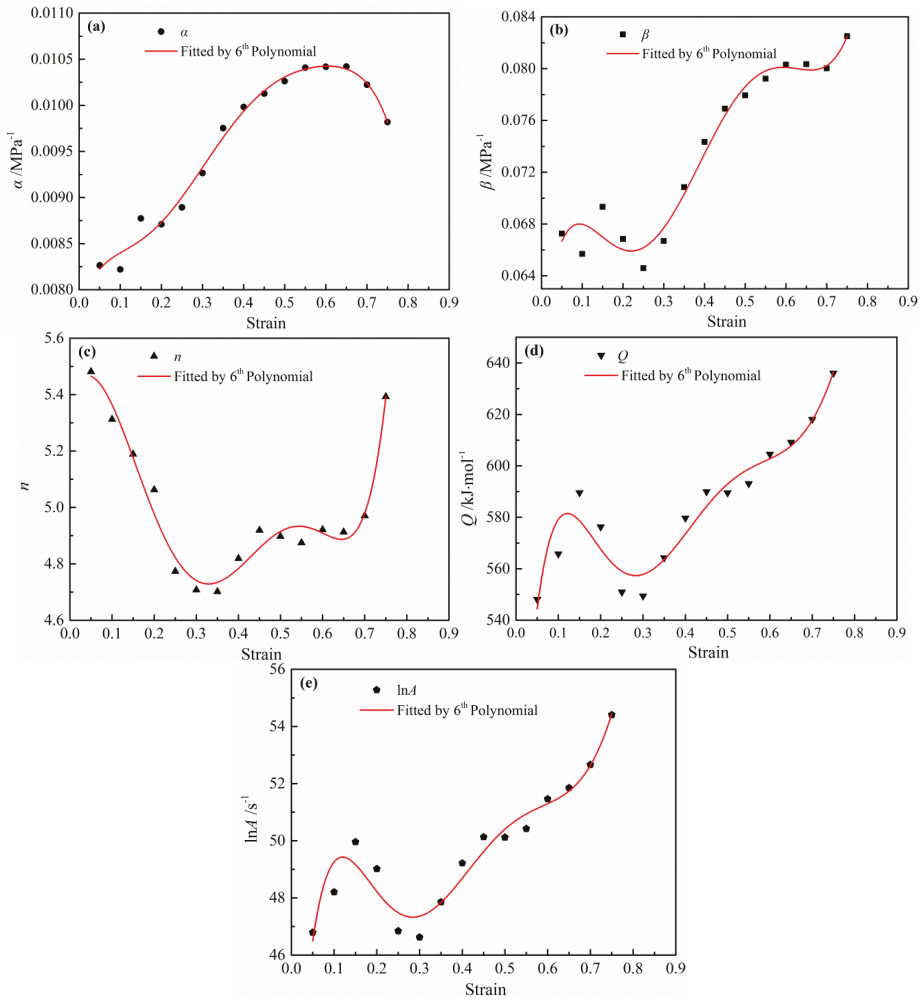 (a)
α
Fitted by 6th Polynomial
0.0110
0.0105
0.0100
0.0095
0.0090
0.0085
0.0080
α /MPa-1
0.0 0.1 0.2 0.3 0.4 0.5 0.6 0.7 0.8 0.9
Strain
(b)
β
Fitted by 6th Polynomial
0.084
0.080
0.076
0.072
0.068
0.064
β /MPa-1
0.0 0.1 0.2 0.3 0.4 0.5 0.6 0.7 0.8 0.9
Strain
(c)
n
Fitted by 6th Polynomial
5.6
5.4
5.2
5.0
4.8
4.6
n
0.0 0.1 0.2 0.3 0.4 0.5 0.6 0.7 0.8 0.9
Strain
(d)
Q
Fitted by 6th Polynomial
640
620
600
580
560
540
Q /kJ·mol-1
0.0 0.1 0.2 0.3 0.4 0.5 0.6 0.7 0.8 0.9
Strain
(e)
lnA
Fitted by 6th Polynomial
56
54
52
50
48
46
lnA /s-1
0.0 0.1 0.2 0.3 0.4 0.5 0.6 0.7 0.8 0.9
Strain